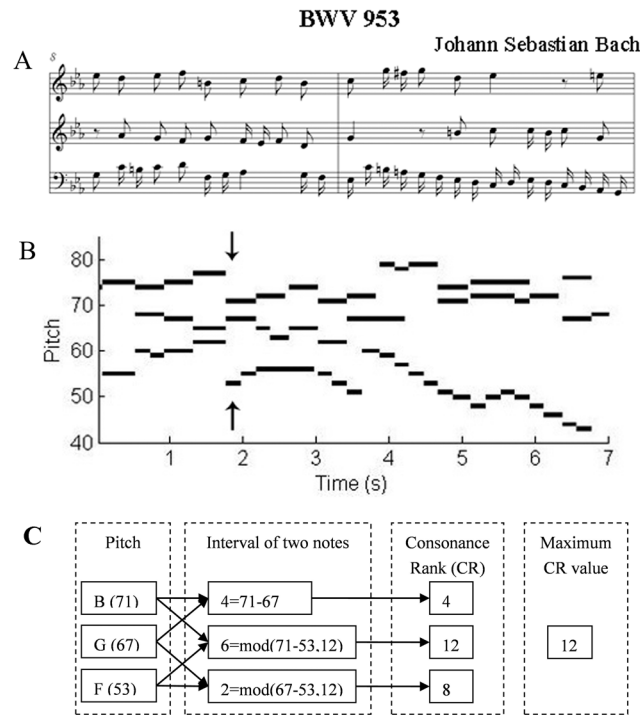 BWV 953
Johann Sebastian Bach
A
8
B
80
70
60
50
40
Pitch
1 2 3 4 5 6 7
Time (s)
C
Pitch Interval of two notes Consonance Rank (CR) Maximum CR value
B (71) 4=71-67 4
G (67) 6=mod(71-53,12) 12 12
F (53) 2=mod(67-53,12) 8